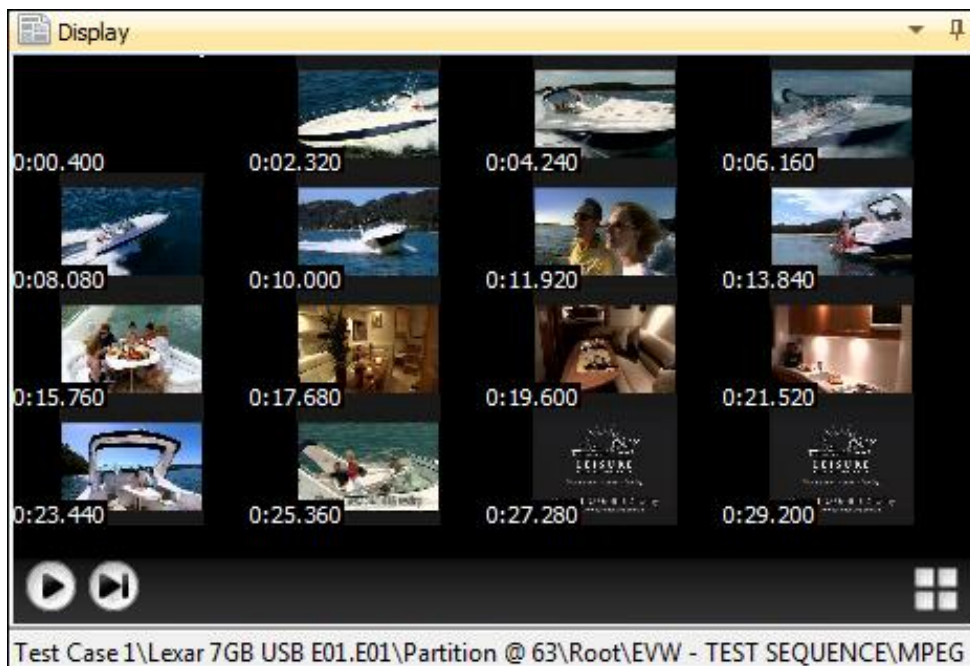 Display
0:00.400 0:02.320 0:04.240 0:06.160
0:08.080 0:10.000 0:11.920 0:13.840
0:15.760 0:17.680 0:19.600 0:21.520
LEISURE LEISURE
0:23.440 0:25.360 0:27.280 0:29.200
Test Case 1\Lexar 7GB USB E01.E01\Partition @ 63\Root\EVW - TEST SEQUENCE\MPEG